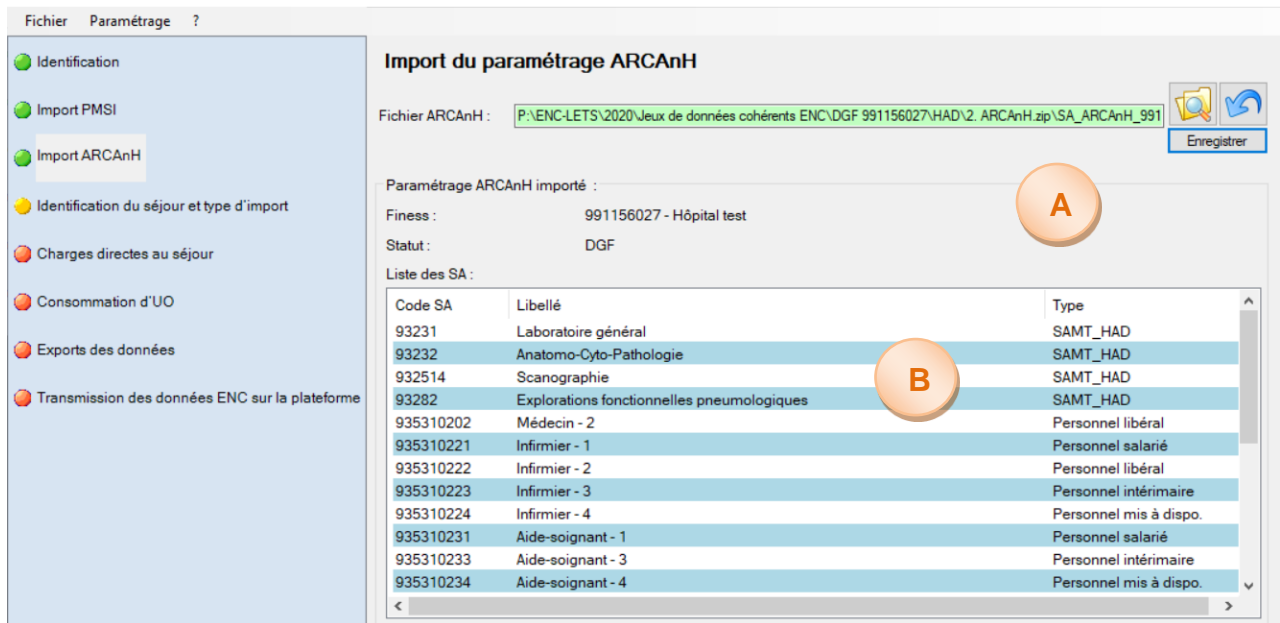 Fichier Paramétrage ?
Identification
Import PMSI
Import ARCAnH
Identification du séjour et type d'import
Charges directes au séjour
Consommation d'UO
Exports des données
Transmission des données ENC sur la plateforme
Import du paramétrage ARCAnH
Fichier ARCAnH : P:\ENC-LETS\2020\Jeux de données cohérents ENC\DGF 991156027\HAD\2. ARCAnH.zip\SA_ARCAnH_991
Enregistrer
Paramétrage ARCAnH importé :
A
Finess : 991156027 - Hôpital test
Statut : DGF
Liste des SA :
Code SA Libellé Type
93231 Laboratoire général SAMT_HAD
93232 Anatomo-Cyto-Pathologie SAMT_HAD
932514 Scanographie SAMT_HAD
B
93282 Explorations fonctionnelles pneumologiques SAMT_HAD
935310202 Médecin - 2 Personnel libéral
935310221 Infirmier - 1 Personnel salarié
935310222 Infirmier - 2 Personnel libéral
935310223 Infirmier - 3 Personnel intérimaire
935310224 Infirmier - 4 Personnel mis à dispo.
935310231 Aide-soignant - 1 Personnel salarié
935310233 Aide-soignant - 3 Personnel intérimaire
935310234 Aide-soignant - 4 Personnel mis à dispo.